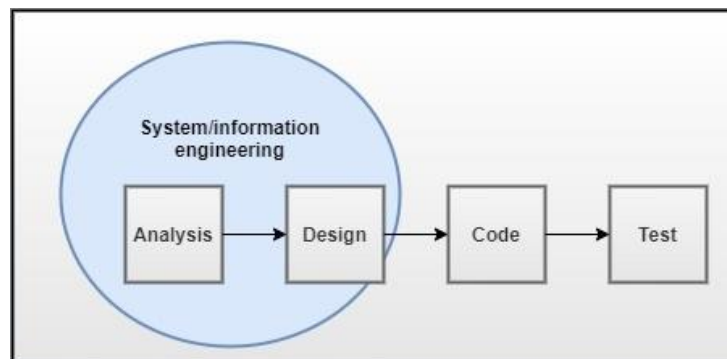 System/information
engineering
Analysis
Design
Code
Test